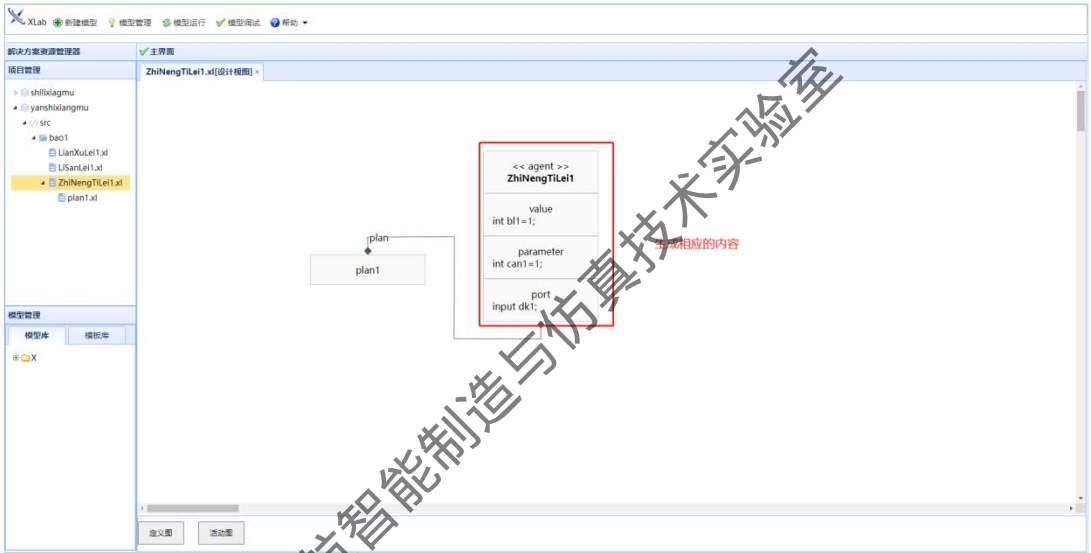 XLab 新建模型 模型管理 模型运行 模型调试 帮助
解决方案资源管理器
主界面
项目管理
ZhiNengTiLei1.xl[设计视图] ×
shilixiagmu
yanshixiangmu
src
bao1
LianXuLei1.xl
LiSanLei1.xl
ZhiNengTiLei1.xl
plan1.xl
<< agent >>
ZhiNengTiLei1
value
int bl1=1;
parameter
int can1=1;
port
input dk1;
plan
plan1
生成相应的内容
模型管理
模型库 模板库
X
定义图 活动图
智能制造与仿真技术实验室